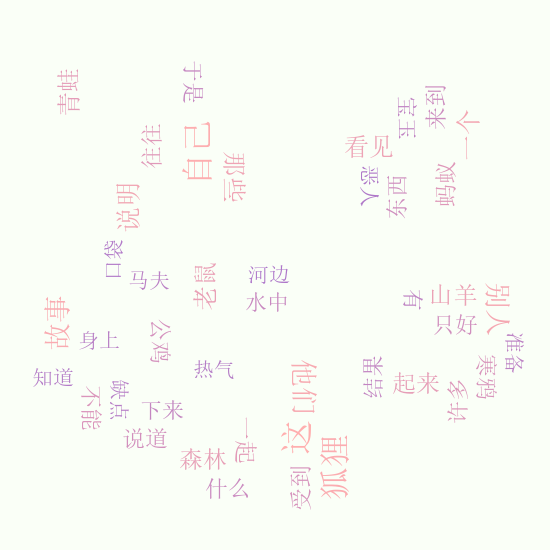 青蛙
于是
往往
自己
那些
看见
宝玉
来到
一个
恶人
东西
蚂蚁
说明
口袋
马夫
老鼠
河边
水中
有
山羊
别人
只好
准备
故事
身上
公鸡
知道
热气
不能
缺点
下来
说道
他们
结果
起来
寒鸦
许多
这
狐狸
一起
森林
什么
受到